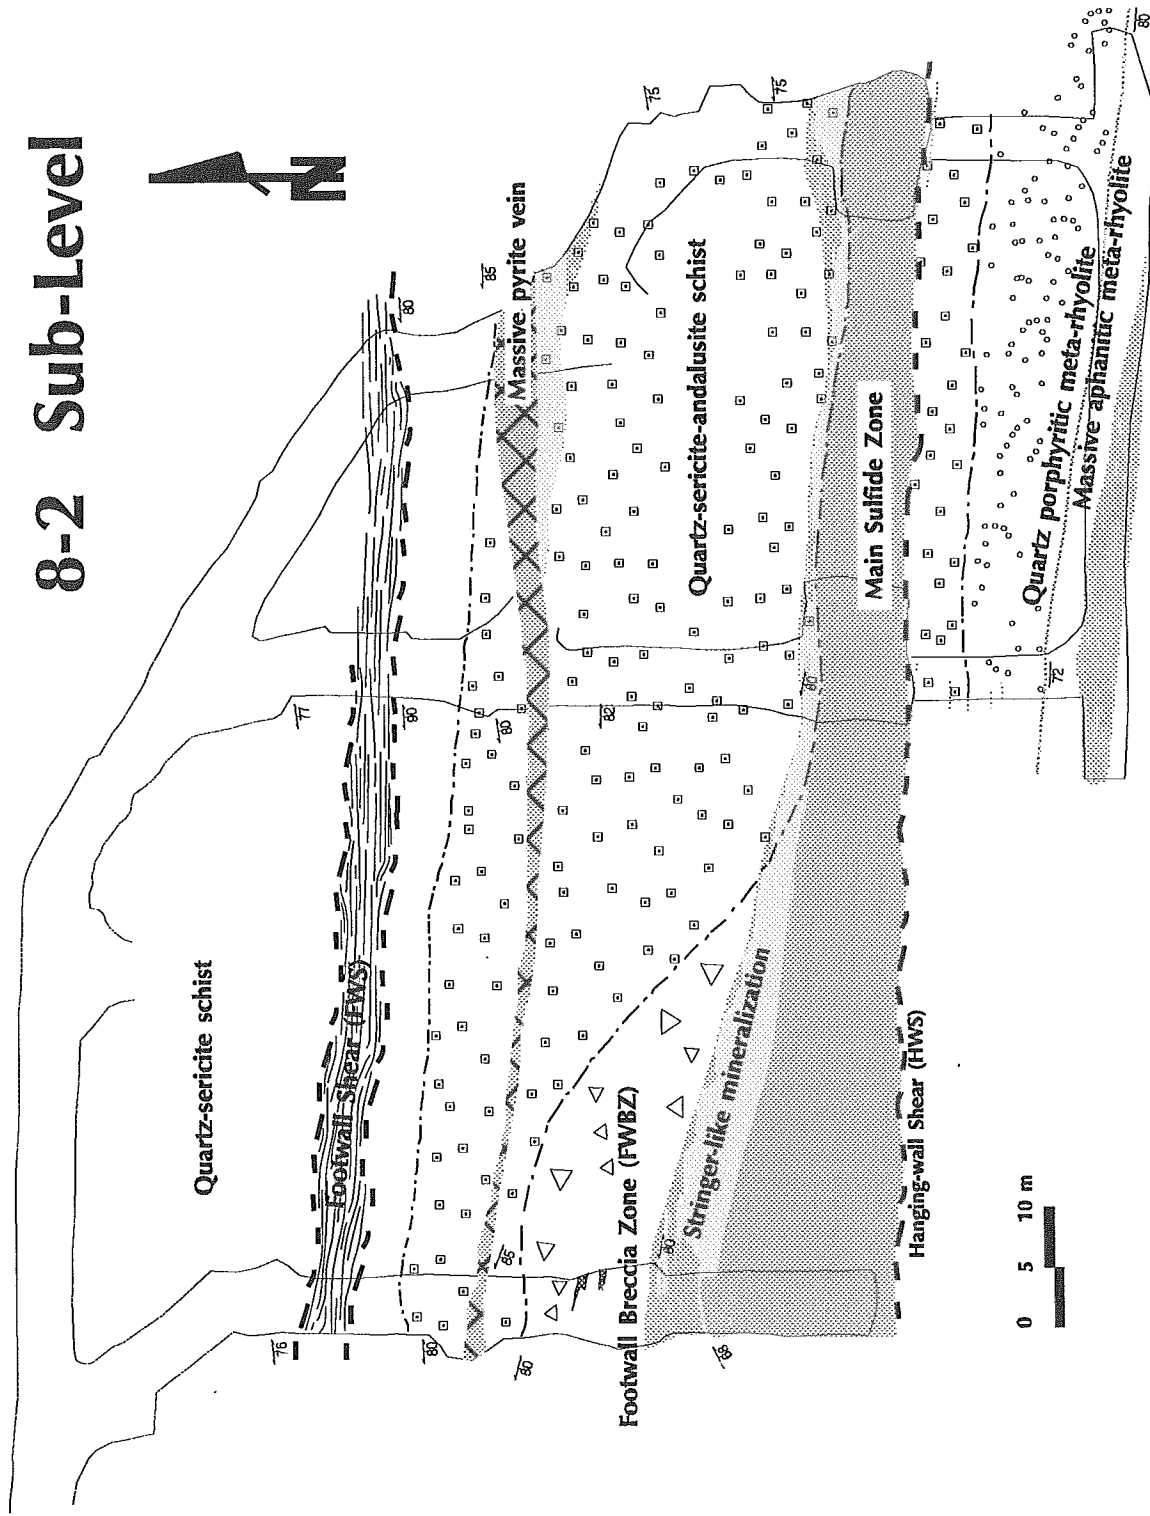 8-2 Sub-Level
N
Quartz-sericite schist
Footwall Shear (FWS)
Massive pyrite vein
Quartz-sericite-andalusite schist
Footwall Breccia Zone (FWBZ)
Stringer-like mineralization
Main Sulfide Zone
Hanging-wall Shear (HWS)
Quartz porphyritic meta-rhyolite
Massive aphanitic meta-rhyolite
0 5 10 m
76
77
80
90
80
85
80
82
75
75
80
85
80
80
68
80
72
80